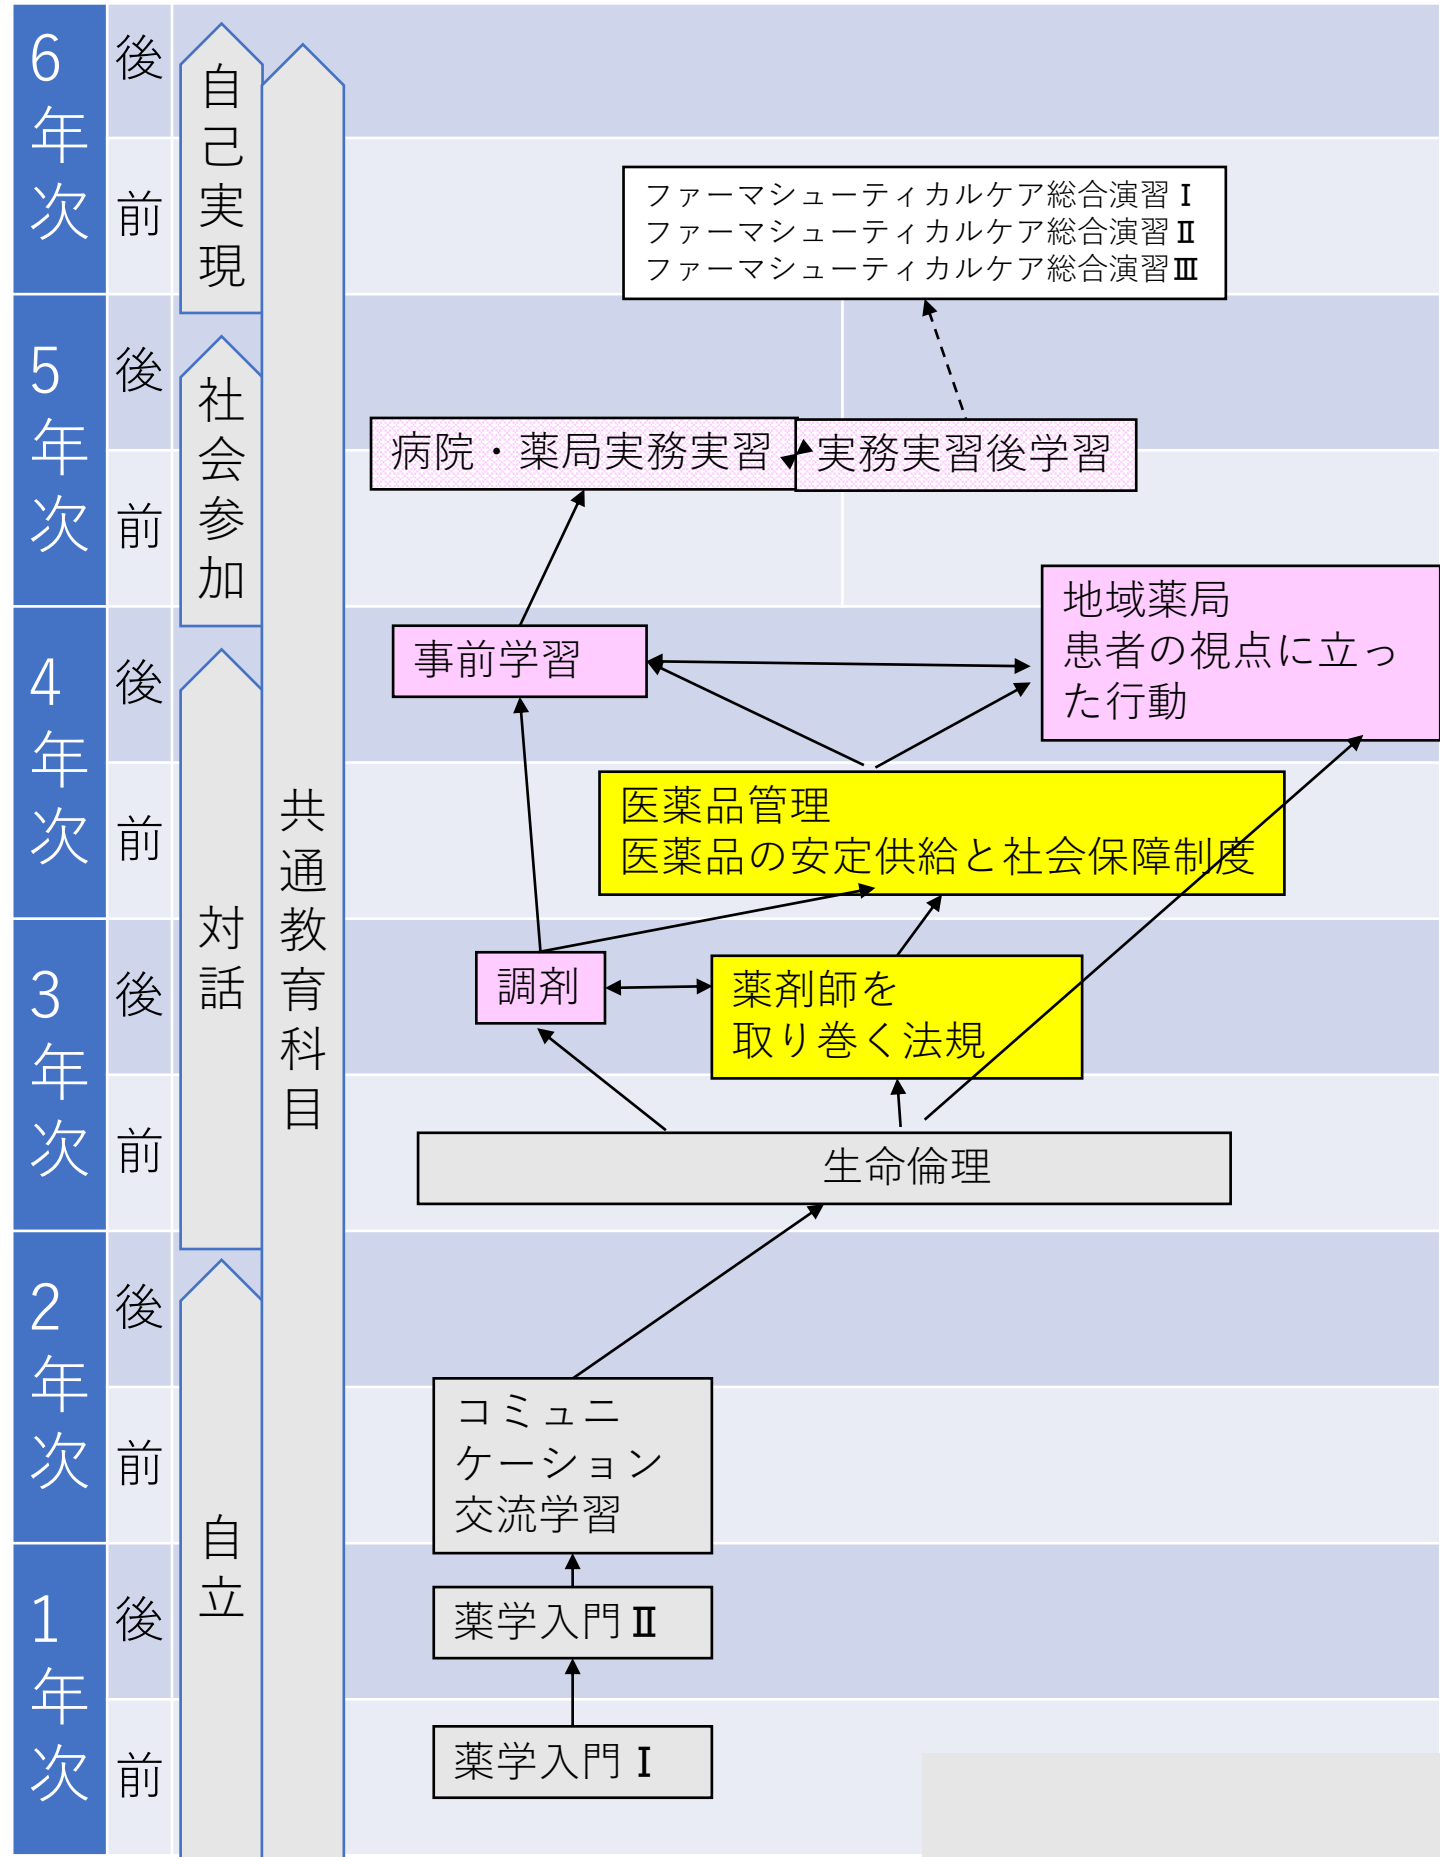 6年次
後
前
5年次
後
前
4年次
後
前
3年次
後
前
2年次
後
前
1年次
後
前
自己実現
社会参加
対話
自立
共通教育科目
ファーマシューティカルケア総合演習Ⅰ
ファーマシューティカルケア総合演習Ⅱ
ファーマシューティカルケア総合演習Ⅲ
病院・薬局実務実習
実務実習後学習
事前学習
地域薬局
患者の視点に立っ
た行動
医薬品管理
医薬品の安定供給と社会保障制度
調剤
薬剤師を
取り巻く法規
生命倫理
コミュニ
ケーション
交流学習
薬学入門Ⅱ
薬学入門Ⅰ